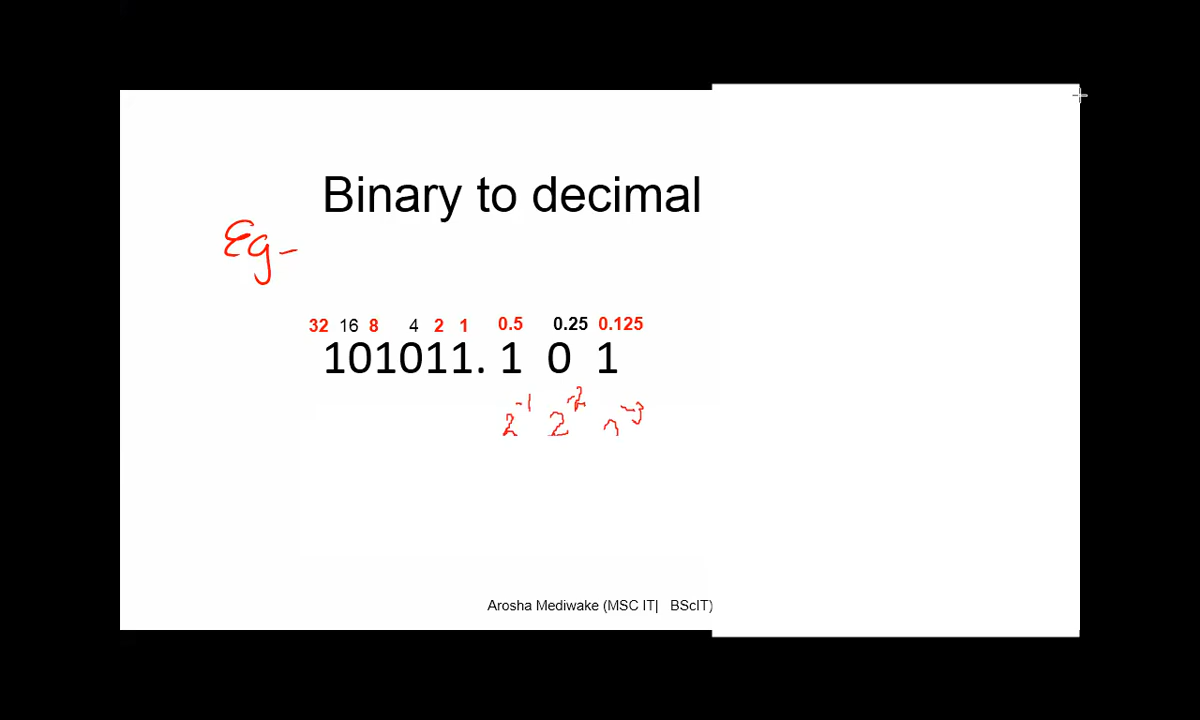 Binary to decimal
Eg-
32 16 8 4 2 1 0.5 0.25 0.125
101011. 1 0 1
2⁻¹ 2⁻² 2⁻³
Arosha Mediwake (MSC IT| BScIT)